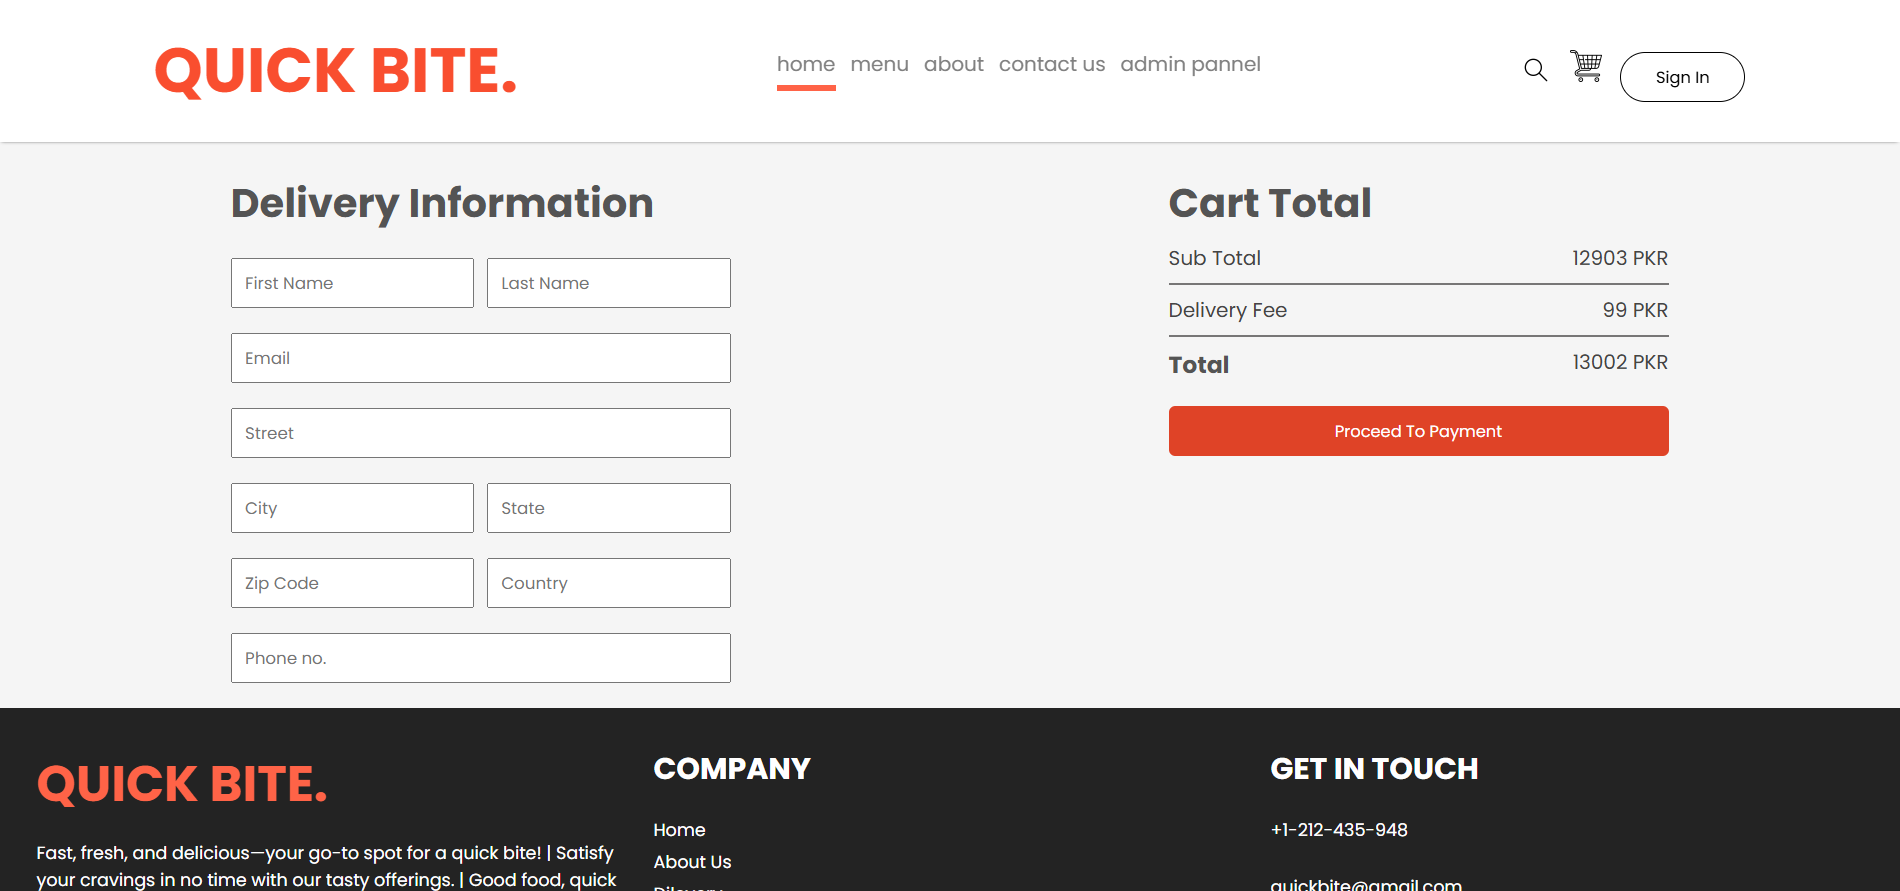 QUICK BITE.
home menu about contact us admin pannel
Sign In
Delivery Information
First Name
Last Name
Email
Street
City
State
Zip Code
Country
Phone no.
Cart Total
Sub Total 12903 PKR
Delivery Fee 99 PKR
Total 13002 PKR
Proceed To Payment
QUICK BITE.
Fast, fresh, and delicious—your go-to spot for a quick bite! | Satisfy
your cravings in no time with our tasty offerings. | Good food, quick
COMPANY
Home
About Us
GET IN TOUCH
+1-212-435-948
quickbite@gmail.com